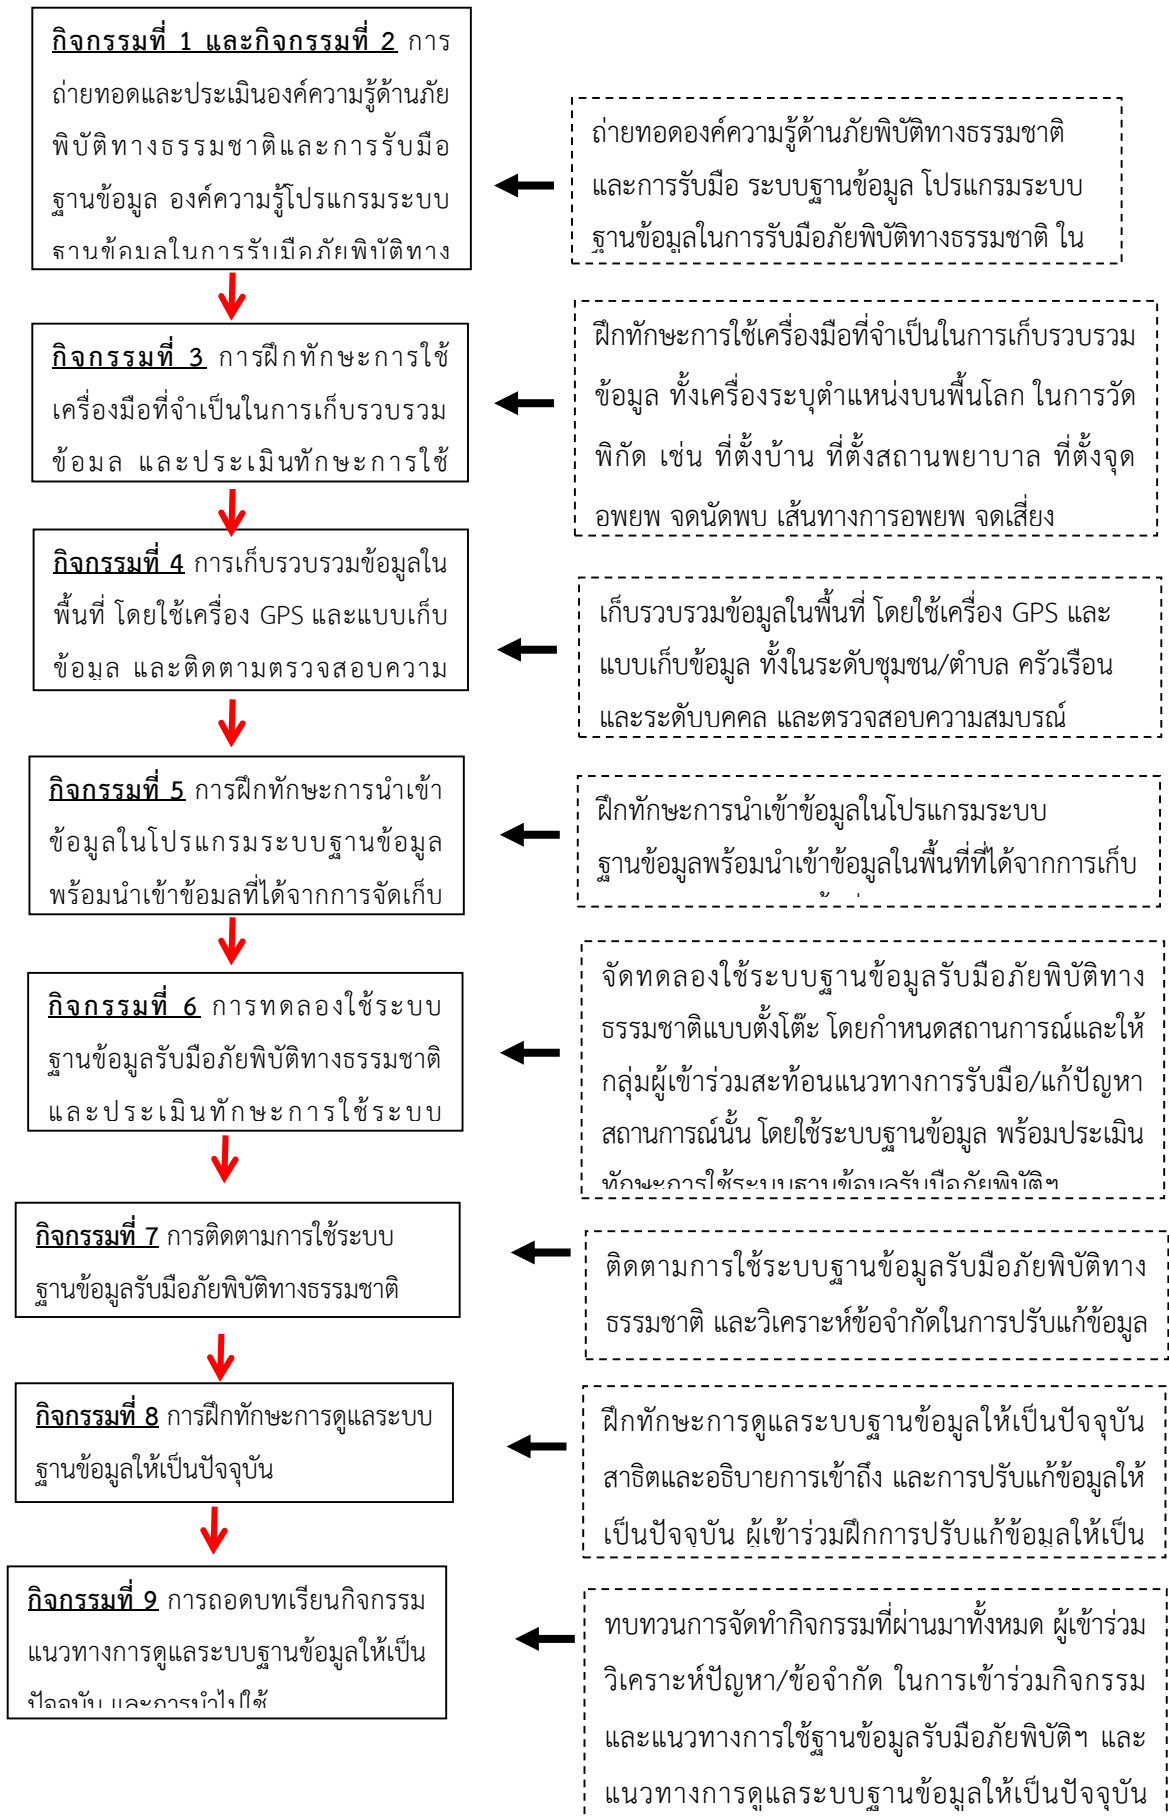 กิจกรรมที่ 1 และกิจกรรมที่ 2 การ
ถ่ายทอดและประเมินองค์ความรู้ด้านภัย
พิบัติทางธรรมชาติและการรับมือ
ฐานข้อมูล องค์ความรู้โปรแกรมระบบ
ฐานข้อมูลในการรับมือภัยพิบัติทาง
ถ่ายทอดองค์ความรู้ด้านภัยพิบัติทางธรรมชาติ
และการรับมือ ระบบฐานข้อมูล โปรแกรมระบบ
ฐานข้อมูลในการรับมือภัยพิบัติทางธรรมชาติ ใน
กิจกรรมที่ 3 การฝึกทักษะการใช้
เครื่องมือที่จำเป็นในการเก็บรวบรวม
ข้อมูล และประเมินทักษะการใช้
ฝึกทักษะการใช้เครื่องมือที่จำเป็นในการเก็บรวบรวม
ข้อมูล ทั้งเครื่องระบุตำแหน่งบนพื้นโลก ในการวัด
พิกัด เช่น ที่ตั้งบ้าน ที่ตั้งสถานพยาบาล ที่ตั้งจุด
อพยพ จุดนัดพบ เส้นทางการอพยพ จุดเสี่ยง
กิจกรรมที่ 4 การเก็บรวบรวมข้อมูลใน
พื้นที่ โดยใช้เครื่อง GPS และแบบเก็บ
ข้อมูล และติดตามตรวจสอบความ
เก็บรวบรวมข้อมูลในพื้นที่ โดยใช้เครื่อง GPS และ
แบบเก็บข้อมูล ทั้งในระดับชุมชน/ตำบล ครัวเรือน
และระดับบุคคล และตรวจสอบความสมบูรณ์
กิจกรรมที่ 5 การฝึกทักษะการนำเข้า
ข้อมูลในโปรแกรมระบบฐานข้อมูล
พร้อมนำเข้าข้อมูลที่ได้จากการจัดเก็บ
ฝึกทักษะการนำเข้าข้อมูลในโปรแกรมระบบ
ฐานข้อมูลพร้อมนำเข้าข้อมูลในพื้นที่ที่ได้จากการเก็บ
กิจกรรมที่ 6 การทดลองใช้ระบบ
ฐานข้อมูลรับมือภัยพิบัติทางธรรมชาติ
และประเมินทักษะการใช้ระบบ
จัดทดลองใช้ระบบฐานข้อมูลรับมือภัยพิบัติทาง
ธรรมชาติแบบตั้งโต๊ะ โดยกำหนดสถานการณ์และให้
กลุ่มผู้เข้าร่วมสะท้อนแนวทางการรับมือ/แก้ปัญหา
สถานการณ์นั้น โดยใช้ระบบฐานข้อมูล พร้อมประเมิน
ทักษะการใช้ระบบฐานข้อมูลรับมือภัยพิบัติฯ
กิจกรรมที่ 7 การติดตามการใช้ระบบ
ฐานข้อมูลรับมือภัยพิบัติทางธรรมชาติ
ติดตามการใช้ระบบฐานข้อมูลรับมือภัยพิบัติทาง
ธรรมชาติ และวิเคราะห์ข้อจำกัดในการปรับแก้ข้อมูล
กิจกรรมที่ 8 การฝึกทักษะการดูแลระบบ
ฐานข้อมูลให้เป็นปัจจุบัน
ฝึกทักษะการดูแลระบบฐานข้อมูลให้เป็นปัจจุบัน
สาธิตและอธิบายการเข้าถึง และการปรับแก้ข้อมูลให้
เป็นปัจจุบัน ผู้เข้าร่วมฝึกการปรับแก้ข้อมูลให้เป็น
กิจกรรมที่ 9 การถอดบทเรียนกิจกรรม
แนวทางการดูแลระบบฐานข้อมูลให้เป็น
ปัจจุบัน และการนำไปใช้
ทบทวนการจัดทำกิจกรรมที่ผ่านมาทั้งหมด ผู้เข้าร่วม
วิเคราะห์ปัญหา/ข้อจำกัด ในการเข้าร่วมกิจกรรม
และแนวทางการใช้ฐานข้อมูลรับมือภัยพิบัติฯ และ
แนวทางการดูแลระบบฐานข้อมูลให้เป็นปัจจุบัน